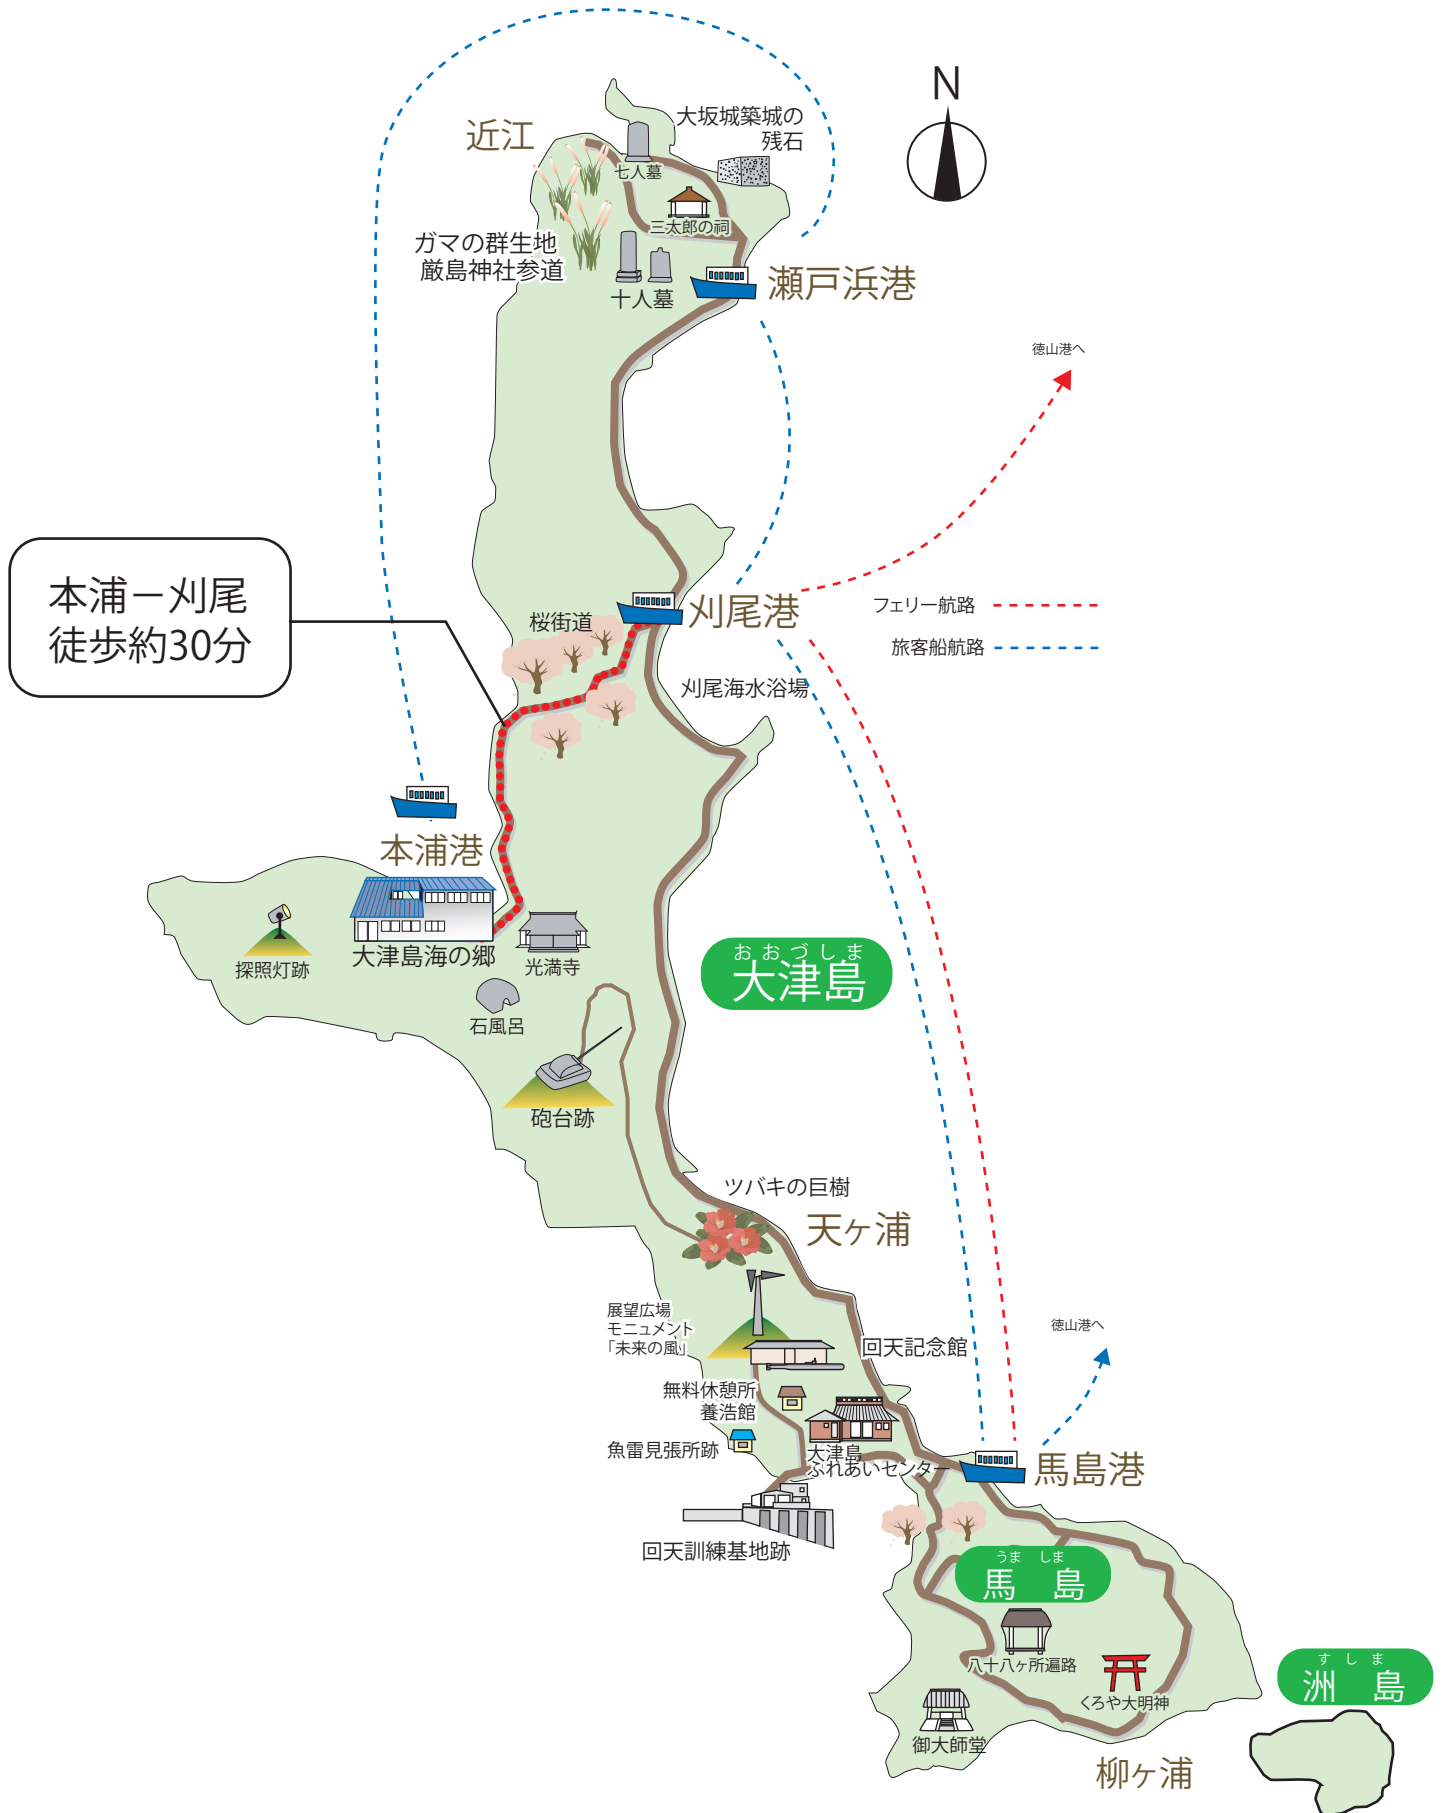 N
近江
大坂城築城の
残石
七人墓
三太郎の祠
ガマの群生地
厳島神社参道
十人墓
瀬戸浜港
徳山港へ
本浦－刈尾
徒歩約30分
桜街道
刈尾港
フェリー航路
旅客船航路
刈尾海水浴場
本浦港
大津島海の郷
探照灯跡
光満寺
石風呂
おおづしま
大津島
砲台跡
ツバキの巨樹
天ヶ浦
展望広場
モニュメント
「未来の風」
回天記念館
徳山港へ
無料休憩所
養浩館
魚雷見張所跡
大津島
ふれあいセンター
馬島港
回天訓練基地跡
うま しま
馬 島
八十八ヶ所遍路
くろや大明神
御大師堂
すしま
洲 島
柳ヶ浦